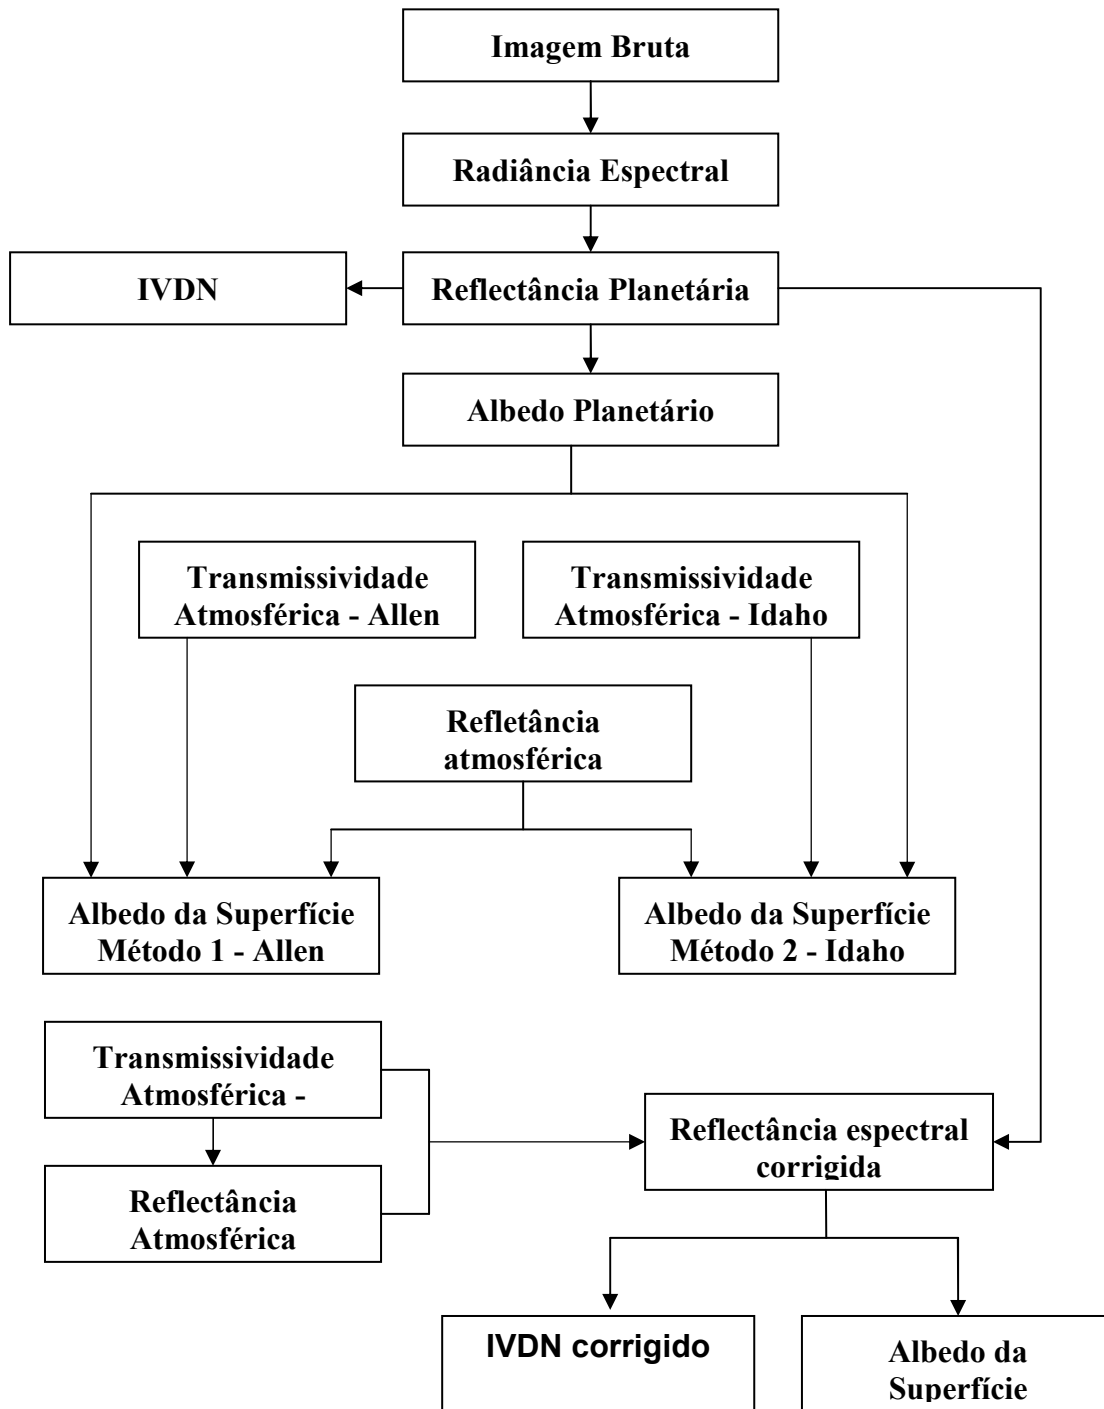 Imagem Bruta
Radiância Espectral
IVDN
Reflectância Planetária
Albedo Planetário
Transmissividade
Atmosférica - Allen
Transmissividade
Atmosférica - Idaho
Refletância
atmosférica
Albedo da Superfície
Método 1 - Allen
Albedo da Superfície
Método 2 - Idaho
Transmissividade
Atmosférica -
Reflectância
Atmosférica
Reflectância espectral
corrigida
IVDN corrigido
Albedo da
Superfície